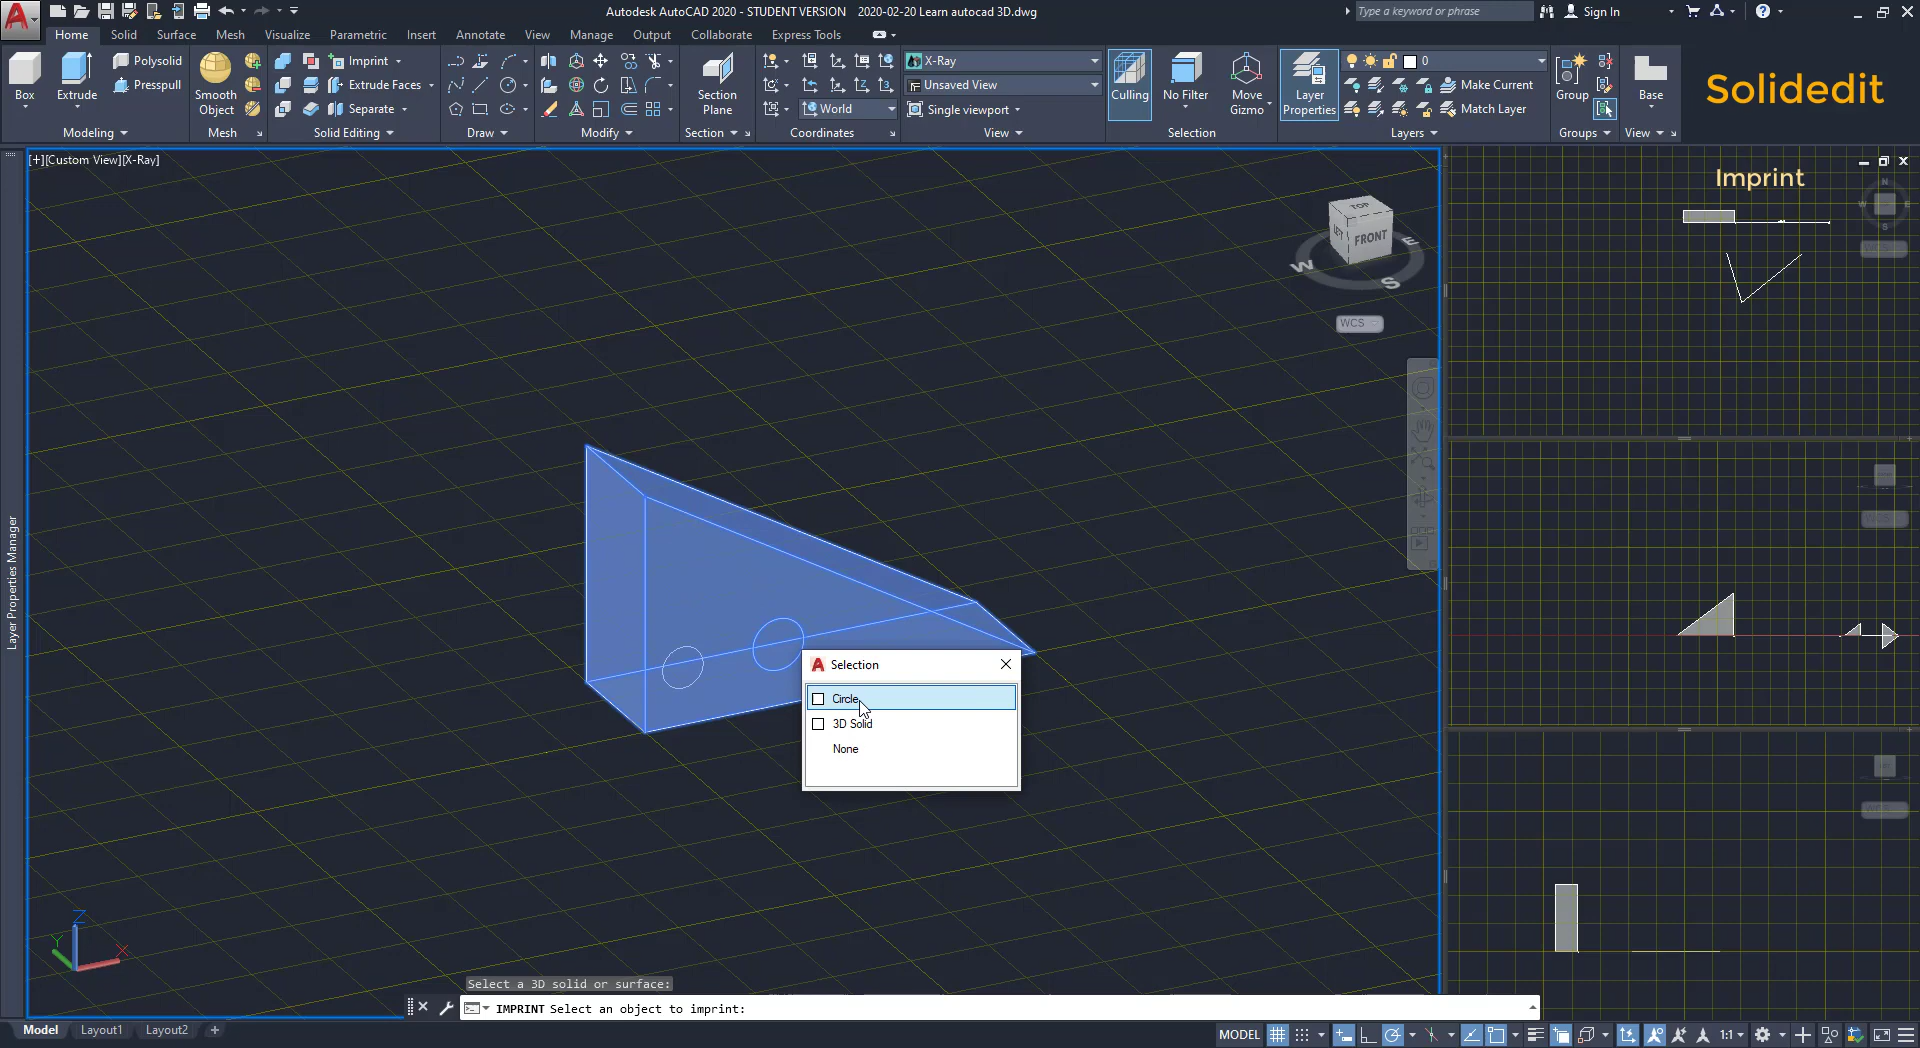 Autodesk AutoCAD 2020 - STUDENT VERSION 2020-02-20 Learn autocad 3D.dwg
Type a keyword or phrase
Sign In
Home Solid Surface Mesh Visualize Parametric Insert Annotate View Manage Output Collaborate Express Tools
Box
Extrude
Polysolid
Presspull
Modeling
Smooth Object
Mesh
Imprint
Extrude Faces
Separate
Solid Editing
Draw
Modify
Section Plane
Section
World
Coordinates
X-Ray
Unsaved View
Single viewport
View
Culling
No Filter
Move Gizmo
Selection
Layer Properties
0
Make Current
Match Layer
Layers
Group
Groups
Base
View
Solidedit
Imprint
[+][Custom View][X-Ray]
Layer Properties Manager
TOP
LEFT
FRONT
W
E
S
WCS
N
W
E
S
Selection
Circle
3D Solid
None
Z
Y
X
Select a 3D solid or surface:
IMPRINT Select an object to imprint:
Model Layout1 Layout2 +
MODEL
1:1